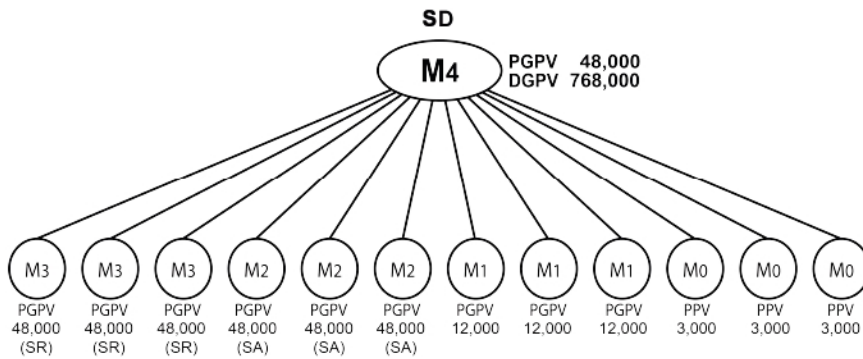 SD
M4
PGPV 48,000
DGPV 768,000
M3 M3 M3 M2 M2 M2 M1 M1 M1 M0 M0 M0
PGPV PGPV PGPV PGPV PGPV PGPV PGPV PGPV PGPV PPV PPV PPV
48,000 48,000 48,000 48,000 48,000 48,000 12,000 12,000 12,000 3,000 3,000 3,000
(SR) (SR) (SR) (SA) (SA) (SA)